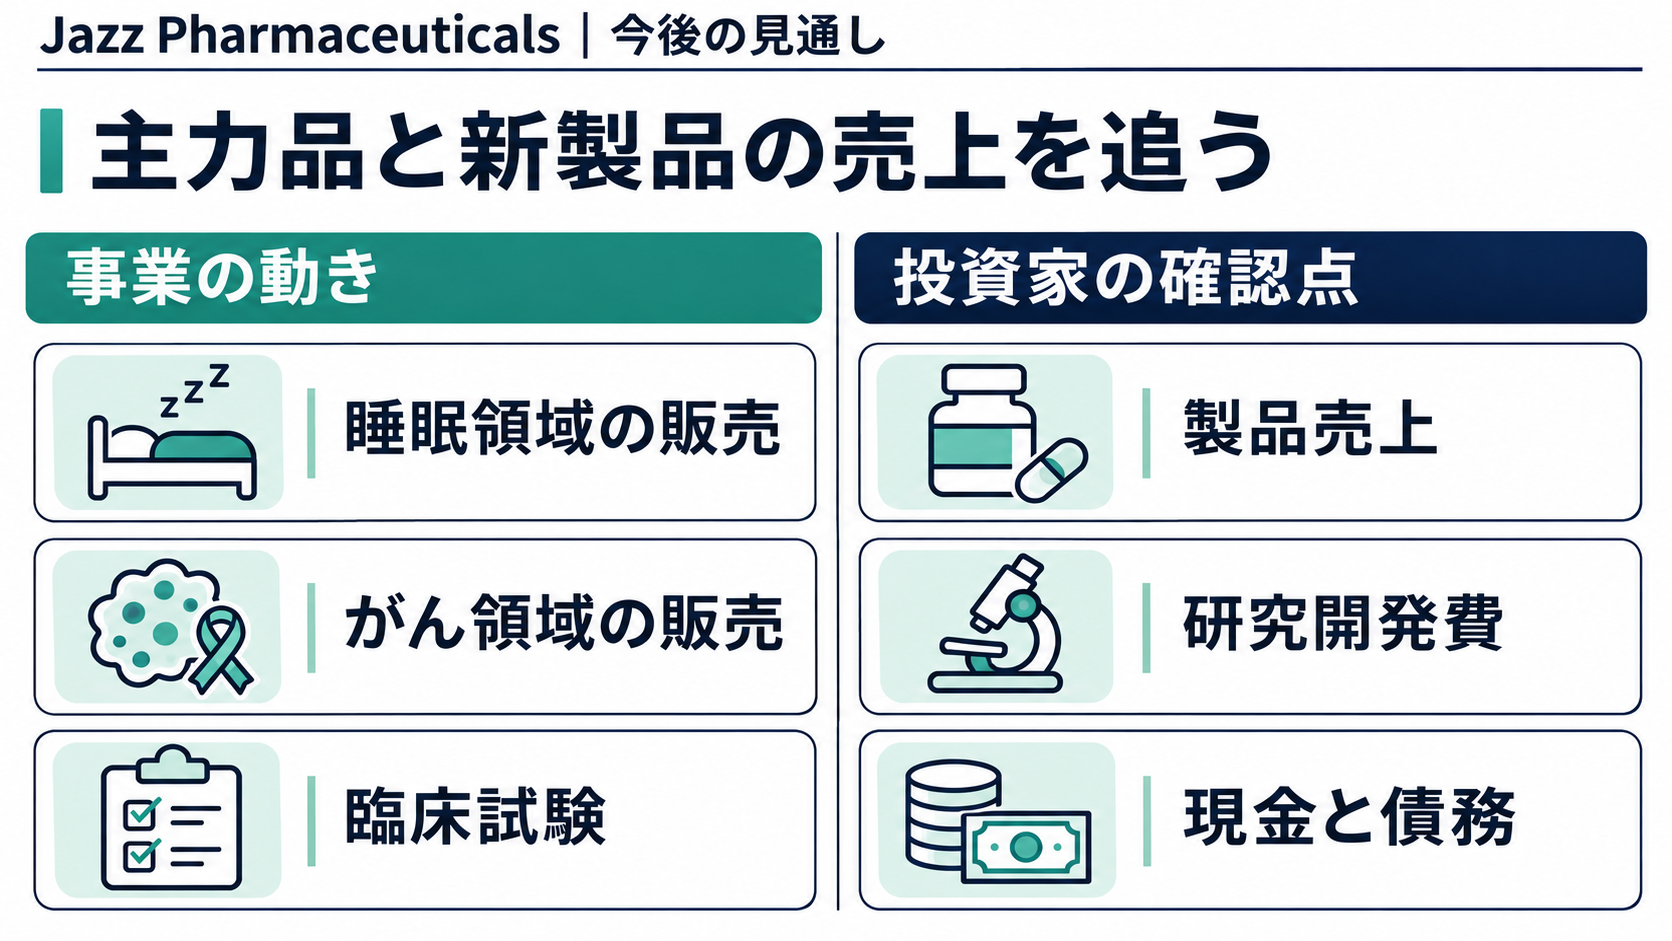 Jazz Pharmaceuticals｜今後の見通し
主力品と新製品の売上を追う
事業の動き
zzz
睡眠領域の販売
がん領域の販売
臨床試験
投資家の確認点
製品売上
研究開発費
現金と債務